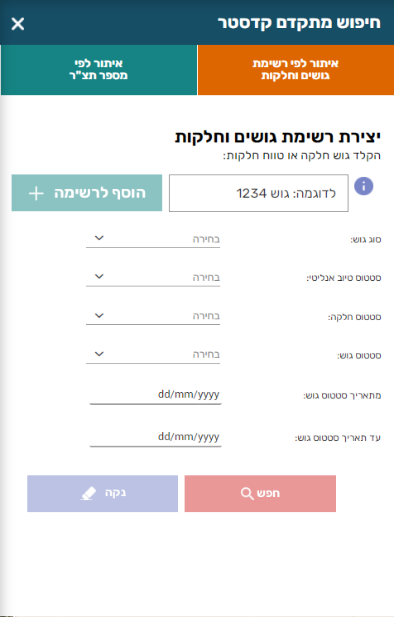 חיפוש מתקדם קדסטר
איתור לפי רשימת
גושים וחלקות
איתור לפי
מספר תצ"ר
יצירת רשימת גושים וחלקות
הקלד גוש חלקה או טווח חלקות:
לדוגמה: גוש 1234
הוסף לרשימה
סוג גוש:
בחירה
סטטוס טיוב אנליטי:
בחירה
סטטוס חלקה:
בחירה
סטטוס גוש:
בחירה
מתאריך סטטוס גוש:
dd/mm/yyyy
עד תאריך סטטוס גוש:
dd/mm/yyyy
חפש
נקה